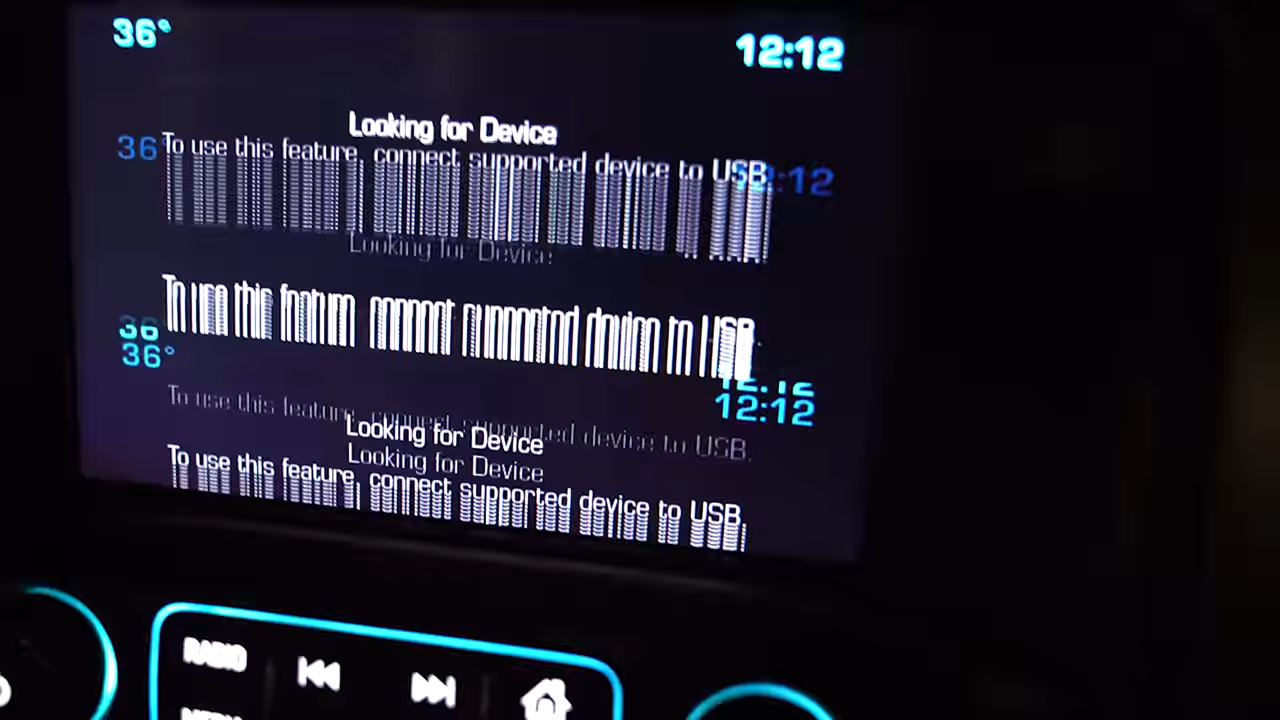 36°
12:12
Looking for Device
36 To use this feature, connect supported device to USB. :12
Looking for Device
To use this feature connect supported device to USB.
36
36°
12:12
12:12
To use this feature, connect supported device to USB.
Looking for Device
Looking for Device
To use this feature, connect supported device to USB.
RADIO